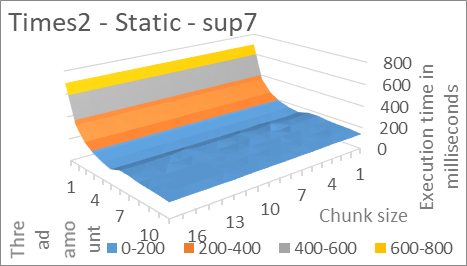 Times2 - Static - sup7
800
600
400
200
0
Execution time in
milliseconds
1
4
7
10
Thre
ad
amo
unt
16
13
10
7
4
1
Chunk size
0-200 200-400 400-600 600-800